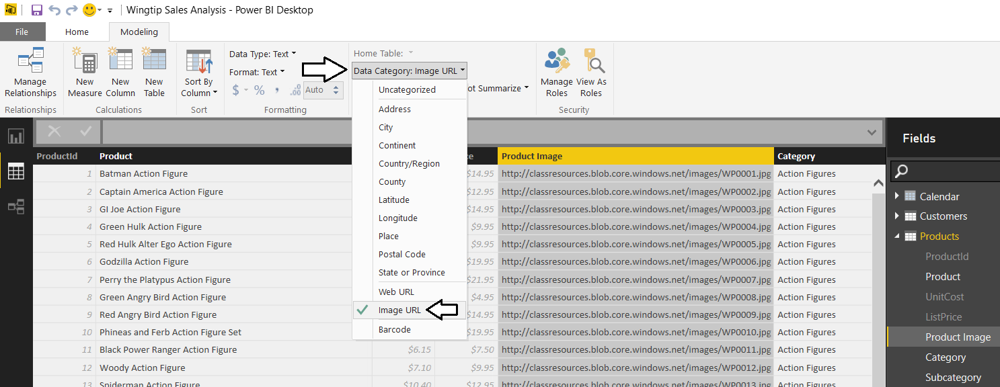 Wingtip Sales Analysis - Power BI Desktop
File Home Modeling
Manage Relationships
Relationships
New Measure
New Column
New Table
Calculations
Sort By Column
Sort
Data Type: Text
Format: Text
$ % , .00 Auto
Formatting
Home Table:
Data Category: Image URL
ot Summarize
Uncategorized
Address
City
Continent
Country/Region
County
Latitude
Longitude
Place
Postal Code
State or Province
Web URL
Image URL
Barcode
Manage Roles
View As Roles
Security
ProductId Product ce Product Image Category
1 Batman Action Figure $14.95 http://classresources.blob.core.windows.net/images/WP0001.jpg Action Figures
2 Captain America Action Figure $12.95 http://classresources.blob.core.windows.net/images/WP0002.jpg Action Figures
3 GI Joe Action Figure $14.95 http://classresources.blob.core.windows.net/images/WP0003.jpg Action Figures
4 Green Hulk Action Figure $9.95 http://classresources.blob.core.windows.net/images/WP0004.jpg Action Figures
5 Red Hulk Alter Ego Action Figure $9.95 http://classresources.blob.core.windows.net/images/WP0005.jpg Action Figures
6 Godzilla Action Figure $19.95 http://classresources.blob.core.windows.net/images/WP0006.jpg Action Figures
7 Perry the Platypus Action Figure $21.95 http://classresources.blob.core.windows.net/images/WP0007.jpg Action Figures
8 Green Angry Bird Action Figure $4.95 http://classresources.blob.core.windows.net/images/WP0008.jpg Action Figures
9 Red Angry Bird Action Figure $14.95 http://classresources.blob.core.windows.net/images/WP0009.jpg Action Figures
10 Phineas and Ferb Action Figure Set $19.95 http://classresources.blob.core.windows.net/images/WP0010.jpg Action Figures
11 Black Power Ranger Action Figure $6.15 $7.50 http://classresources.blob.core.windows.net/images/WP0011.jpg Action Figures
12 Woody Action Figure $7.10 $9.95 http://classresources.blob.core.windows.net/images/WP0012.jpg Action Figures
13 Spiderman Action Figure $10.40 $12.95 http://classresources.blob.core.windows.net/images/WP0013.jpg Action Figures
Fields
Calendar
Customers
Products
ProductId
Product
UnitCost
ListPrice
Product Image
Category
Subcategory